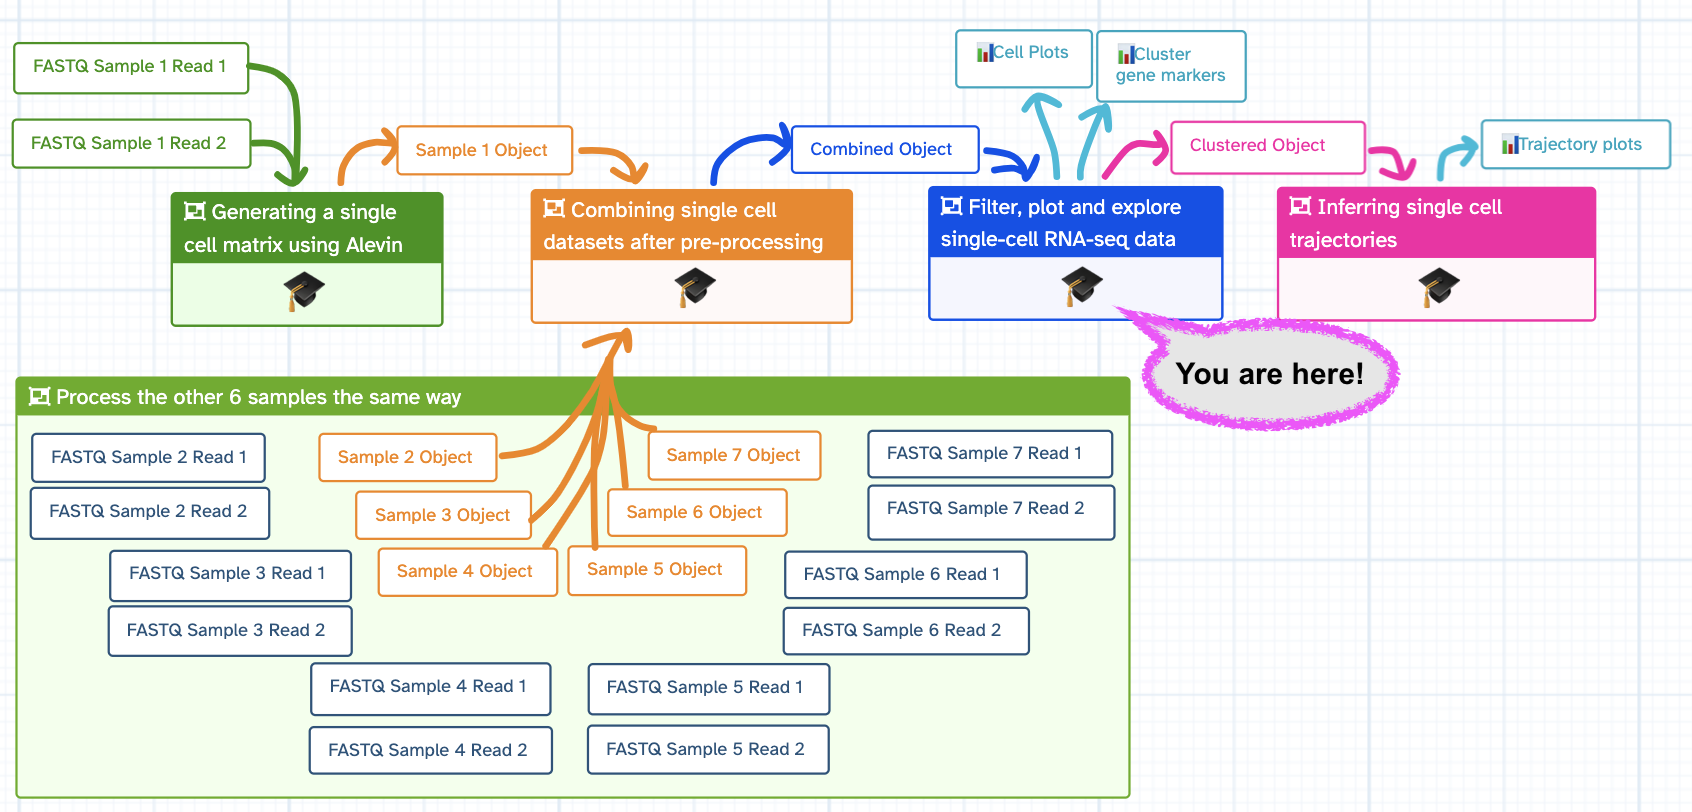 FASTQ Sample 1 Read 1
FASTQ Sample 1 Read 2
Sample 1 Object
Combined Object
Cell Plots
Cluster
gene markers
Clustered Object
Trajectory plots
Generating a single
cell matrix using Alevin
Combining single cell
datasets after pre-processing
Filter, plot and explore
single-cell RNA-seq data
Inferring single cell
trajectories
You are here!
Process the other 6 samples the same way
FASTQ Sample 2 Read 1
FASTQ Sample 2 Read 2
Sample 2 Object
Sample 7 Object
FASTQ Sample 7 Read 1
FASTQ Sample 7 Read 2
Sample 3 Object
Sample 6 Object
Sample 4 Object
Sample 5 Object
FASTQ Sample 3 Read 1
FASTQ Sample 3 Read 2
FASTQ Sample 6 Read 1
FASTQ Sample 6 Read 2
FASTQ Sample 4 Read 1
FASTQ Sample 4 Read 2
FASTQ Sample 5 Read 1
FASTQ Sample 5 Read 2